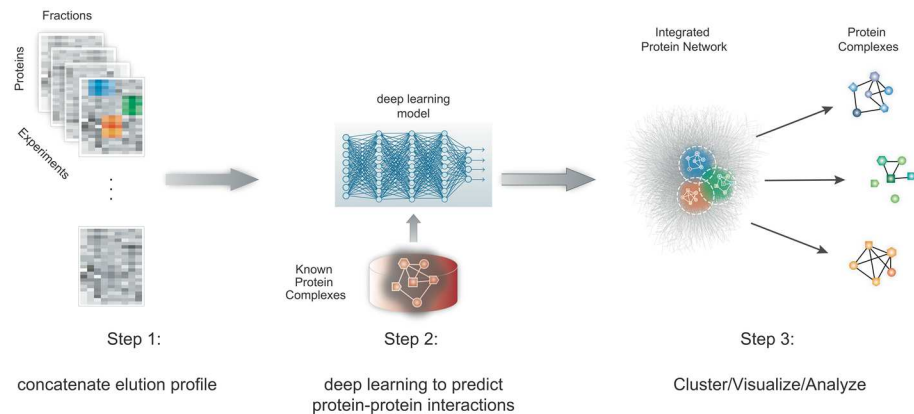 Fractions
Proteins
Experiments
deep learning
model
Known
Protein
Complexes
Integrated
Protein Network
Protein
Complexes
Step 1:
Step 2:
Step 3:
concatenate elution profile
deep learning to predict
protein-protein interactions
Cluster/Visualize/Analyze